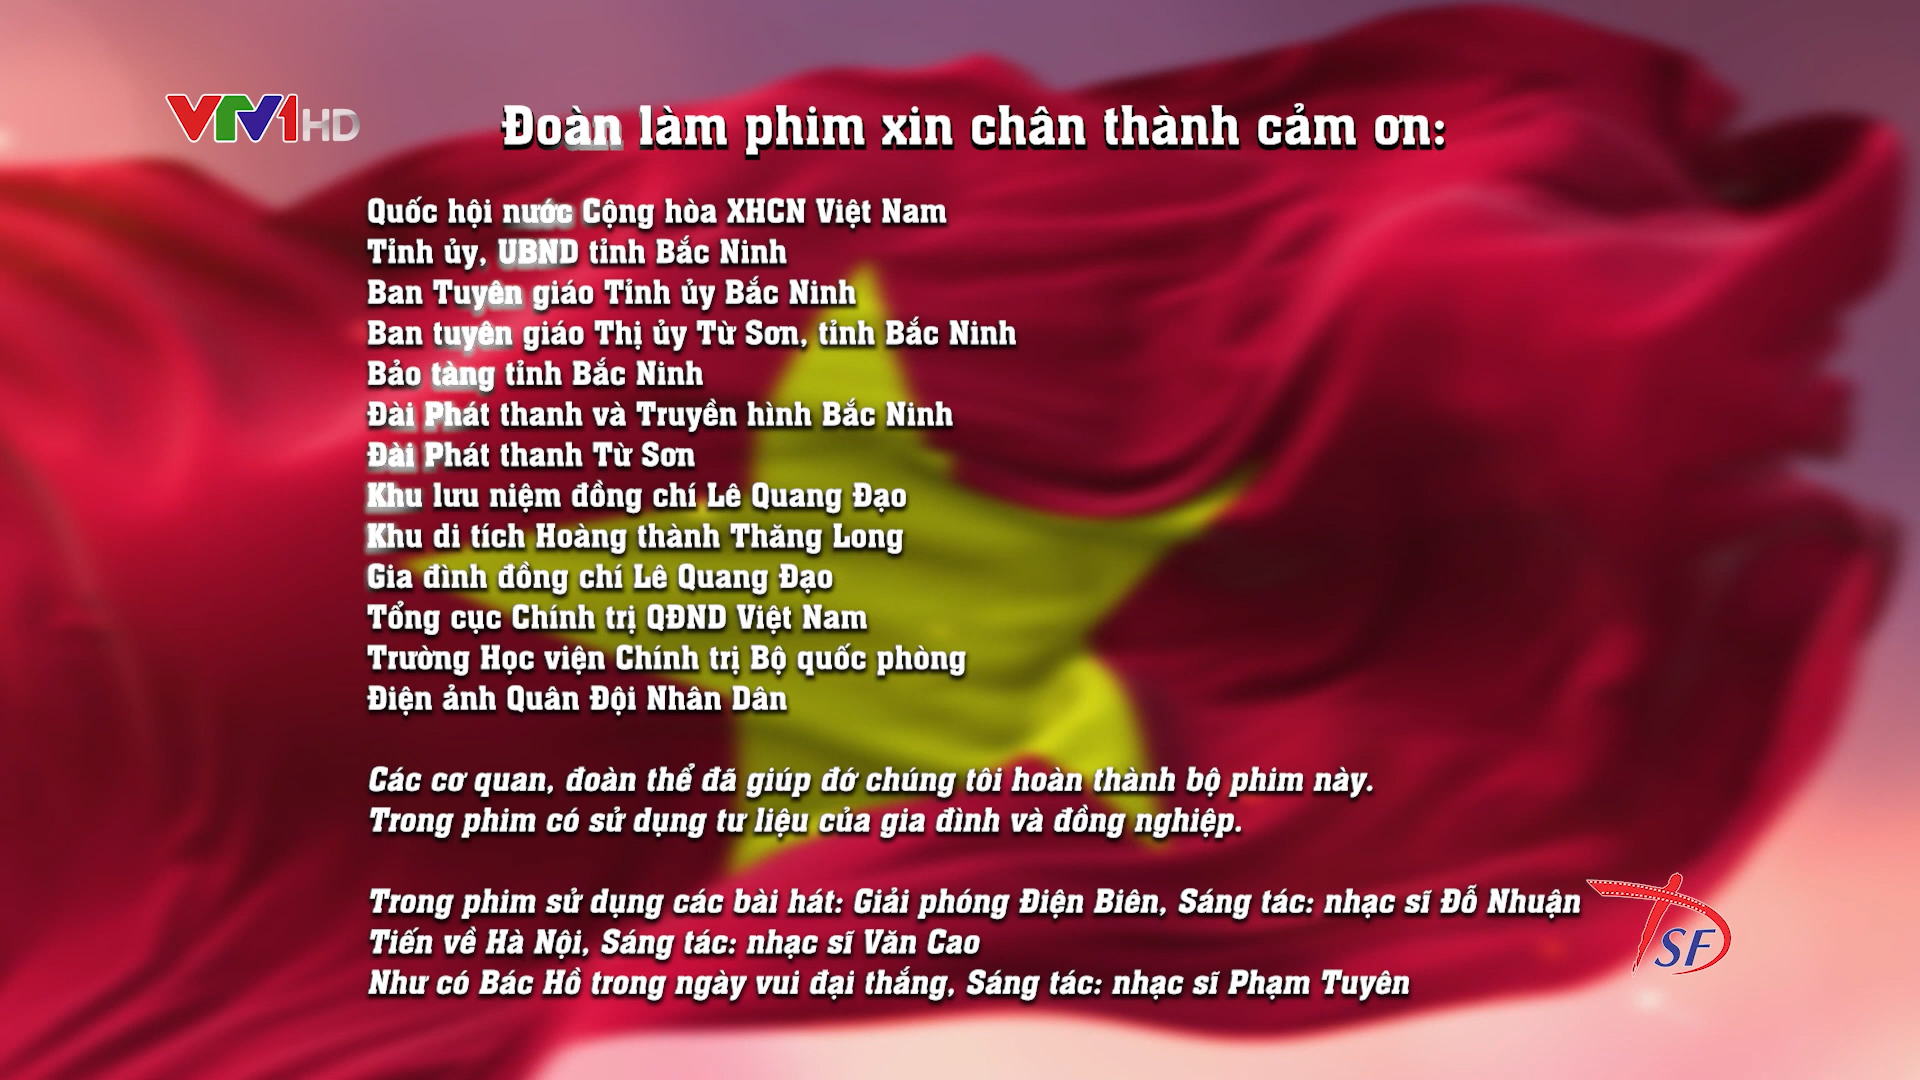 VTV1 HD
Đoàn làm phim xin chân thành cảm ơn:
Quốc hội nước Cộng hòa XHCN Việt Nam
Tỉnh ủy, UBND tỉnh Bắc Ninh
Ban Tuyên giáo Tỉnh ủy Bắc Ninh
Ban tuyên giáo Thị ủy Từ Sơn, tỉnh Bắc Ninh
Bảo tàng tỉnh Bắc Ninh
Đài Phát thanh và Truyền hình Bắc Ninh
Đài Phát thanh Từ Sơn
Khu lưu niệm đồng chí Lê Quang Đạo
Khu di tích Hoàng thành Thăng Long
Gia đình đồng chí Lê Quang Đạo
Tổng cục Chính trị QĐND Việt Nam
Trường Học viện Chính trị Bộ quốc phòng
Điện ảnh Quân Đội Nhân Dân
Các cơ quan, đoàn thể đã giúp đớ chúng tôi hoàn thành bộ phim này.
Trong phim có sử dụng tư liệu của gia đình và đồng nghiệp.
Trong phim sử dụng các bài hát: Giải phóng Điện Biên, Sáng tác: nhạc sĩ Đỗ Nhuận
Tiến về Hà Nội, Sáng tác: nhạc sĩ Văn Cao
Như có Bác Hồ trong ngày vui đại thắng, Sáng tác: nhạc sĩ Phạm Tuyên
SF